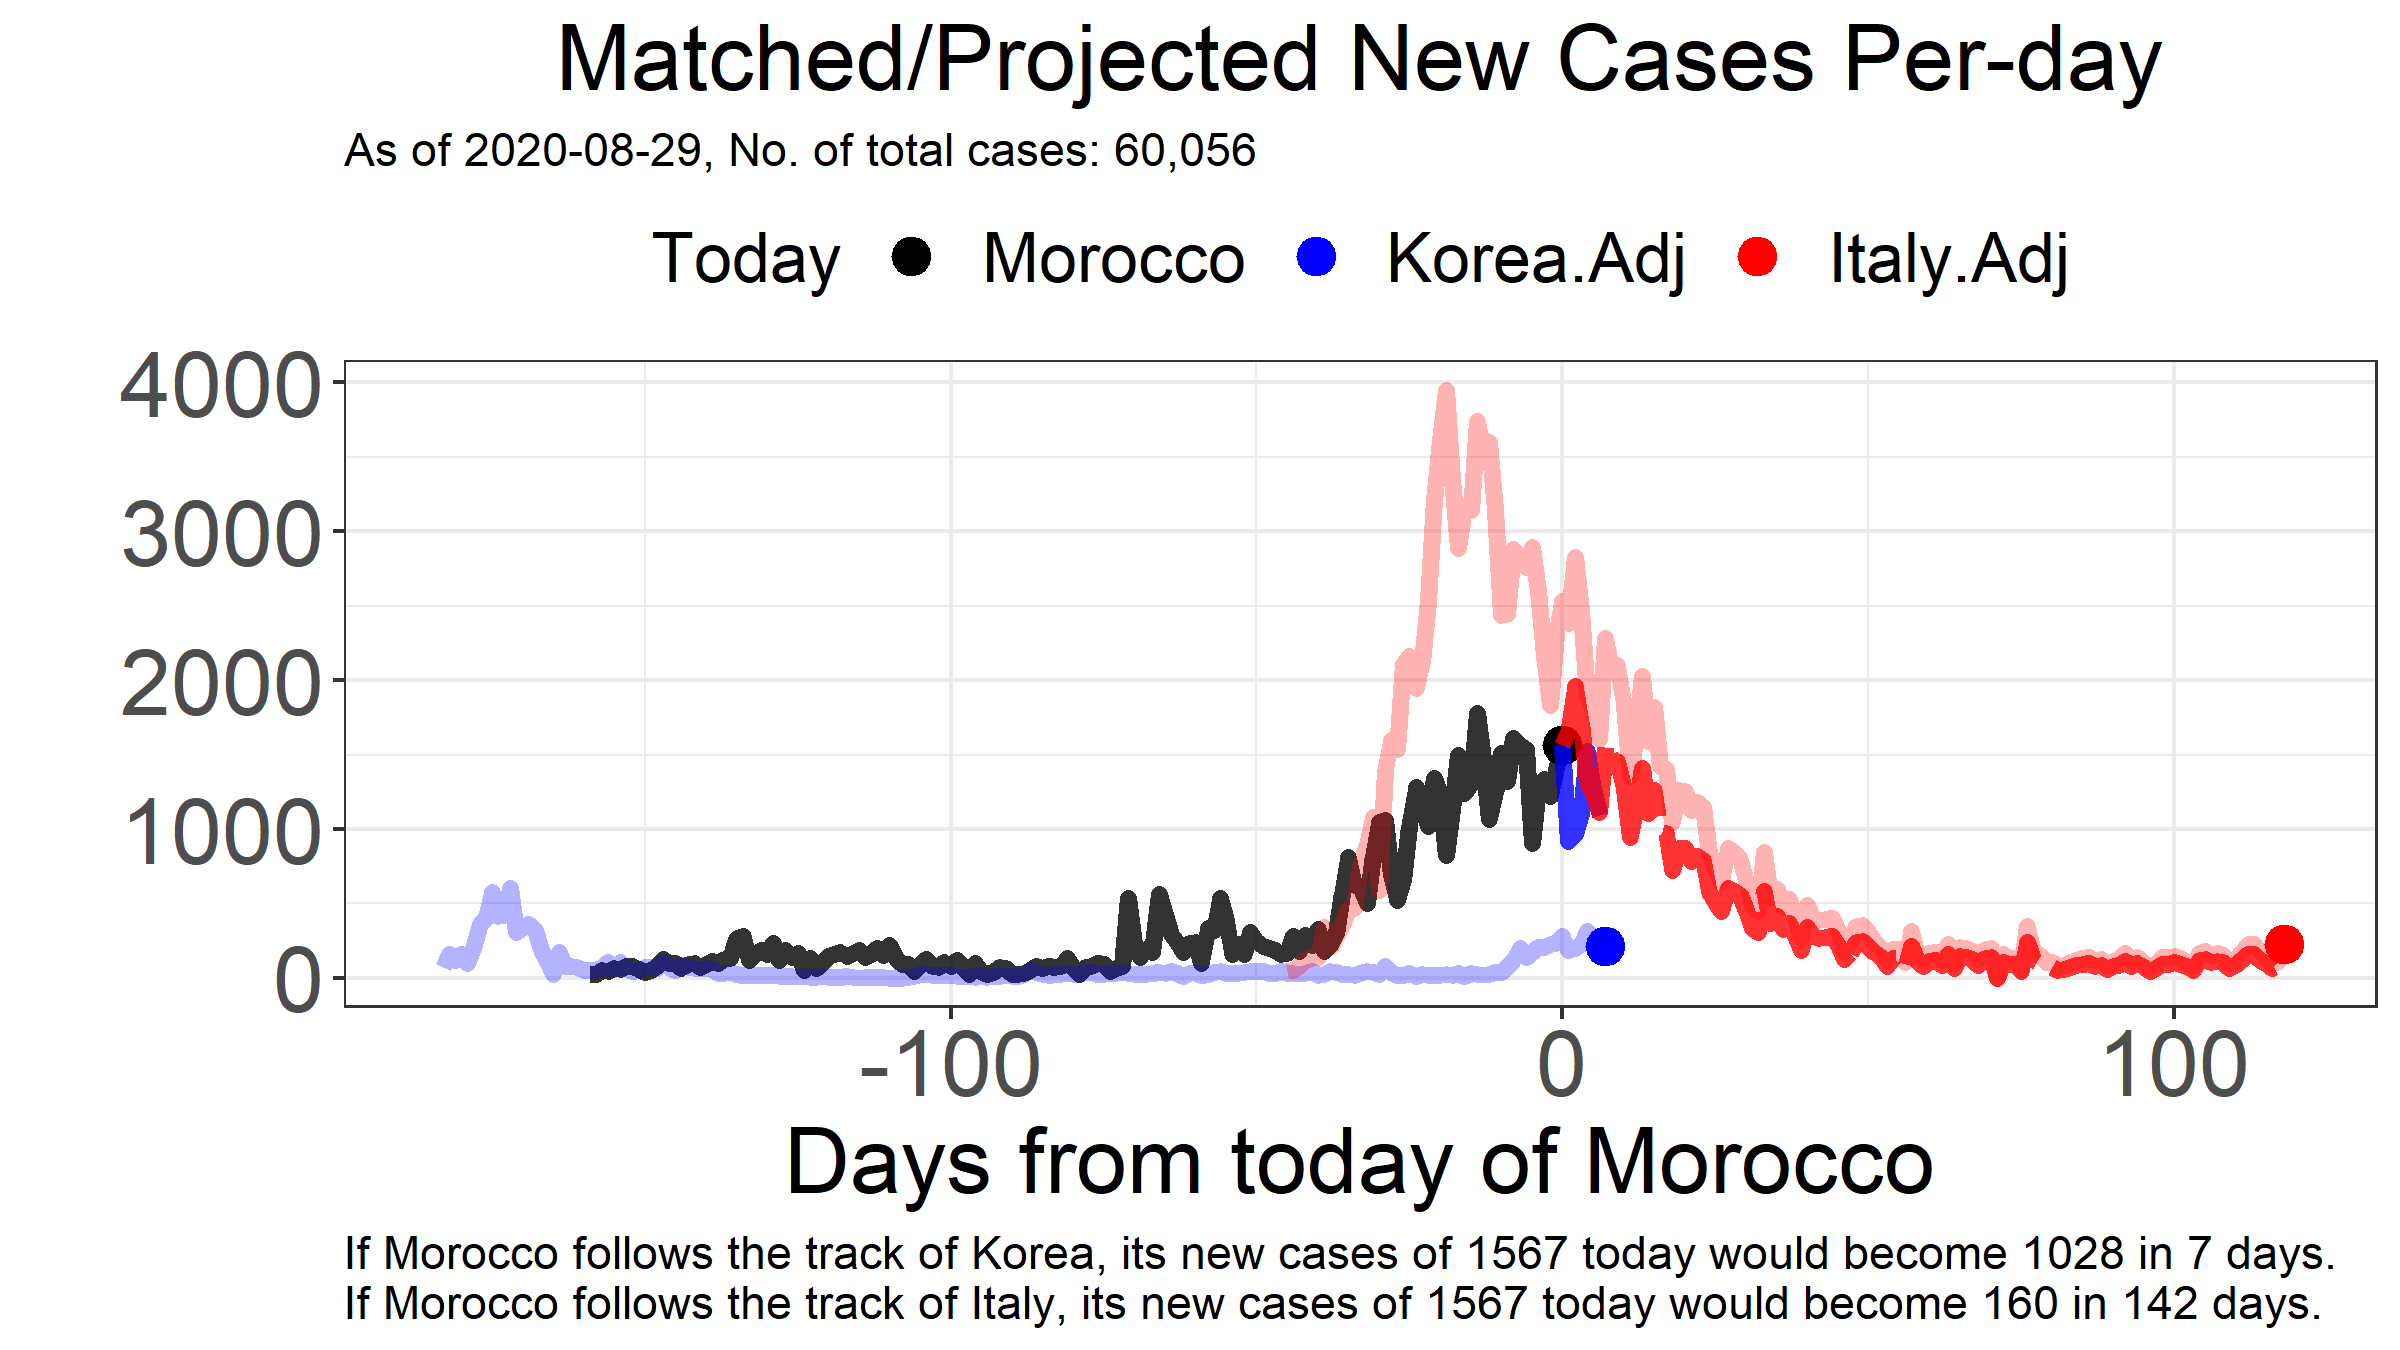 Matched/Projected New Cases Per-day
As of 2020-08-29, No. of total cases: 60,056
Today Morocco Korea.Adj Italy.Adj
4000
3000
2000
1000
0
-100 0 100
Days from today of Morocco
If Morocco follows the track of Korea, its new cases of 1567 today would become 1028 in 7 days.
If Morocco follows the track of Italy, its new cases of 1567 today would become 160 in 142 days.